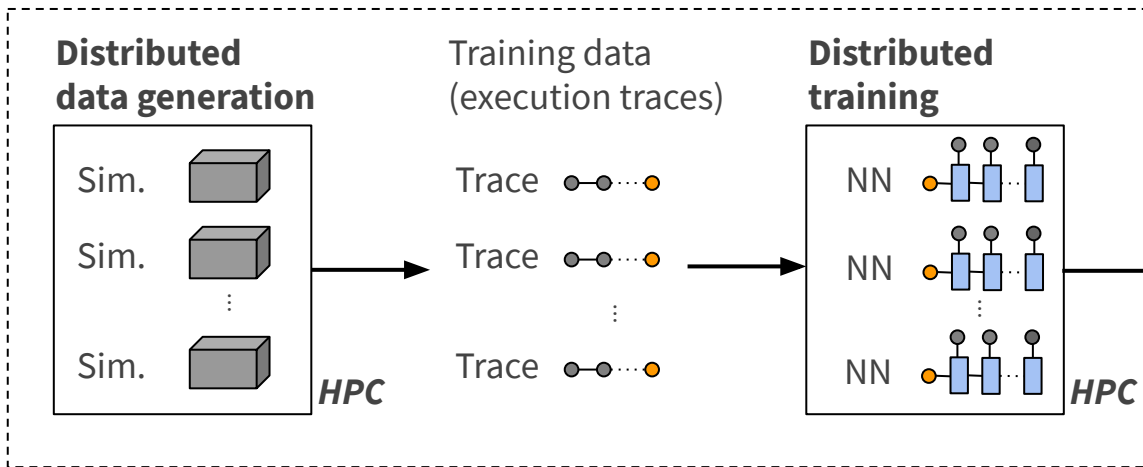 Distributed
data generation
Training data
(execution traces)
Distributed
training
Sim.
Trace
NN
Sim.
Trace
NN
Sim.
Trace
NN
HPC
HPC